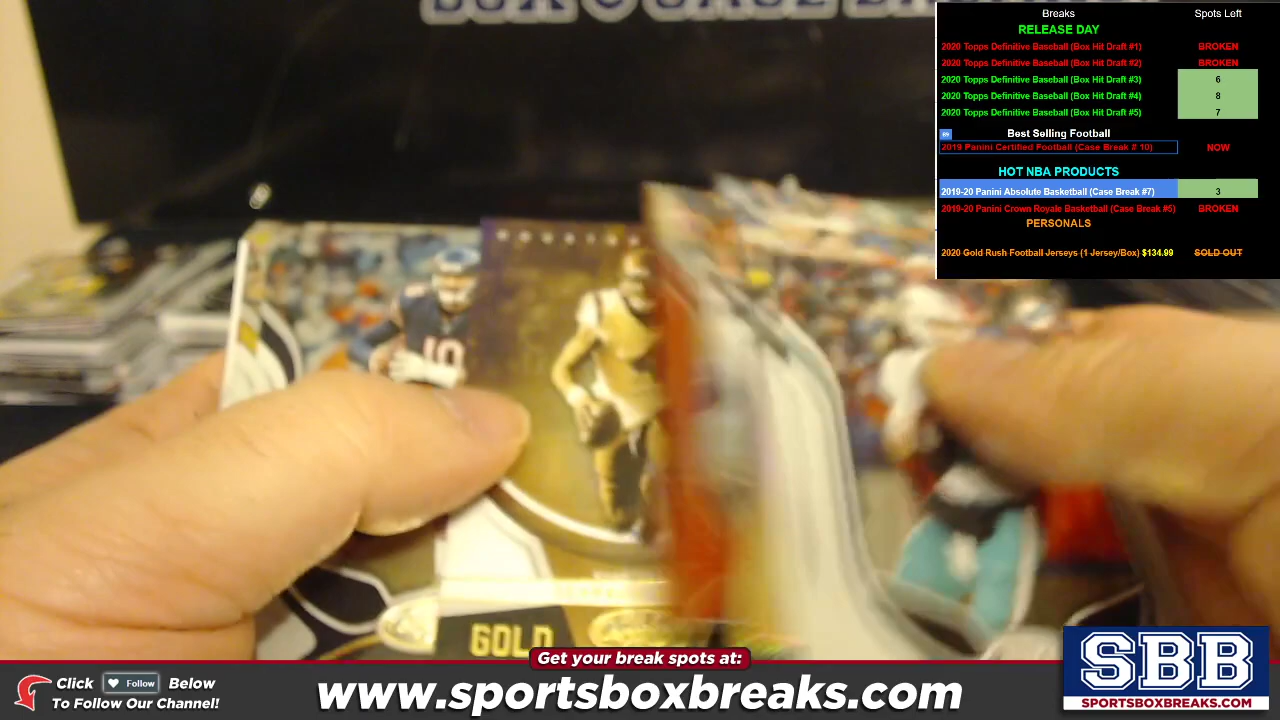 Breaks Spots Left
RELEASE DAY
2020 Topps Definitive Baseball (Box Hit Draft #1) BROKEN
2020 Topps Definitive Baseball (Box Hit Draft #2) BROKEN
2020 Topps Definitive Baseball (Box Hit Draft #3) 6
2020 Topps Definitive Baseball (Box Hit Draft #4) 8
2020 Topps Definitive Baseball (Box Hit Draft #5) 7
89 Best Selling Football
2019 Panini Certified Football (Case Break # 10) NOW
HOT NBA PRODUCTS
2019-20 Panini Absolute Basketball (Case Break #7) 3
2019-20 Panini Crown Royale Basketball (Case Break #5) BROKEN
PERSONALS
2020 Gold Rush Football Jerseys (1 Jersey/Box) $134.99 SOLD OUT
10
GOLD
Get your break spots at:
Click Follow Below
To Follow Our Channel!
www.sportsboxbreaks.com
SBB
SPORTSBOXBREAKS.COM